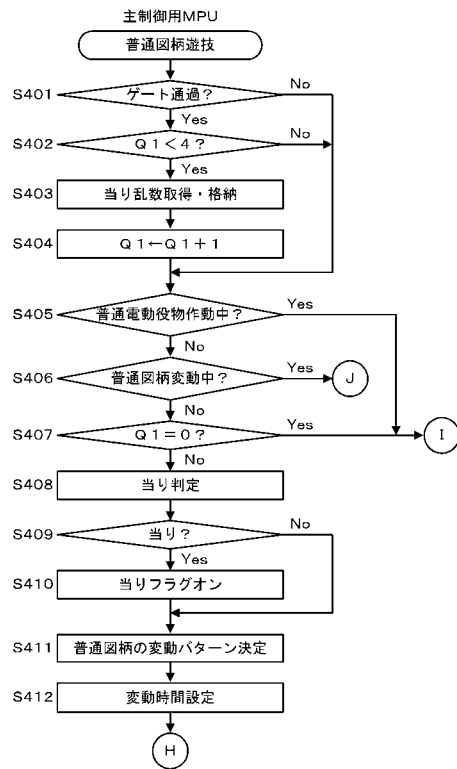 主制御用MPU
普通図柄遊技
S401
ゲート通過？
No
Yes
S402
Q1＜4？
No
Yes
S403
当り乱数取得・格納
S404
Q1←Q1＋1
S405
普通電動役物作動中？
Yes
No
S406
普通図柄変動中？
Yes
J
No
S407
Q1＝0？
Yes
I
No
S408
当り判定
S409
当り？
No
Yes
S410
当りフラグオン
S411
普通図柄の変動パターン決定
S412
変動時間設定
H